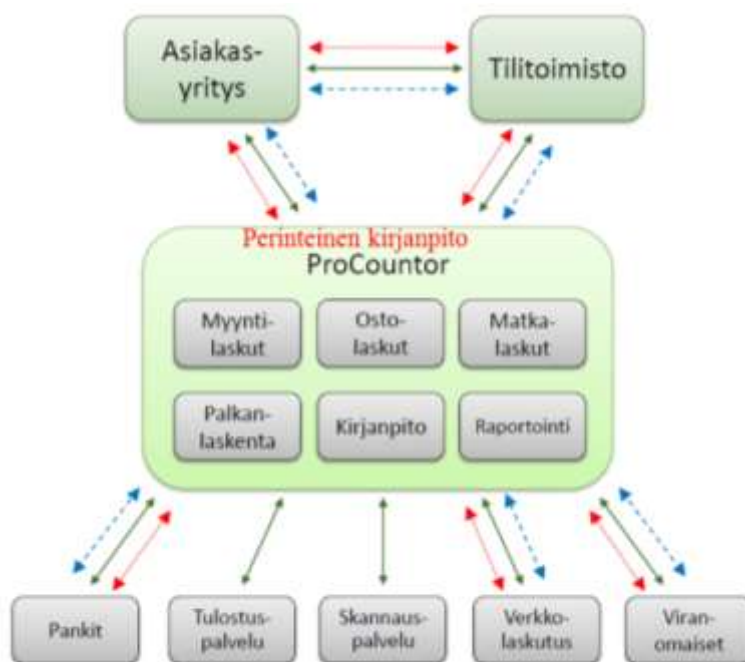 Asiakas-
yritys
Tilitoimisto
Perinteinen kirjanpito
ProCountor
Myynti-
laskut
Osto-
laskut
Matka-
laskut
Palkan-
laskenta
Kirjanpito
Raportointi
Pankit
Tulostus-
palvelu
Skannaus-
palvelu
Verkko-
laskutus
Viran-
omaiset